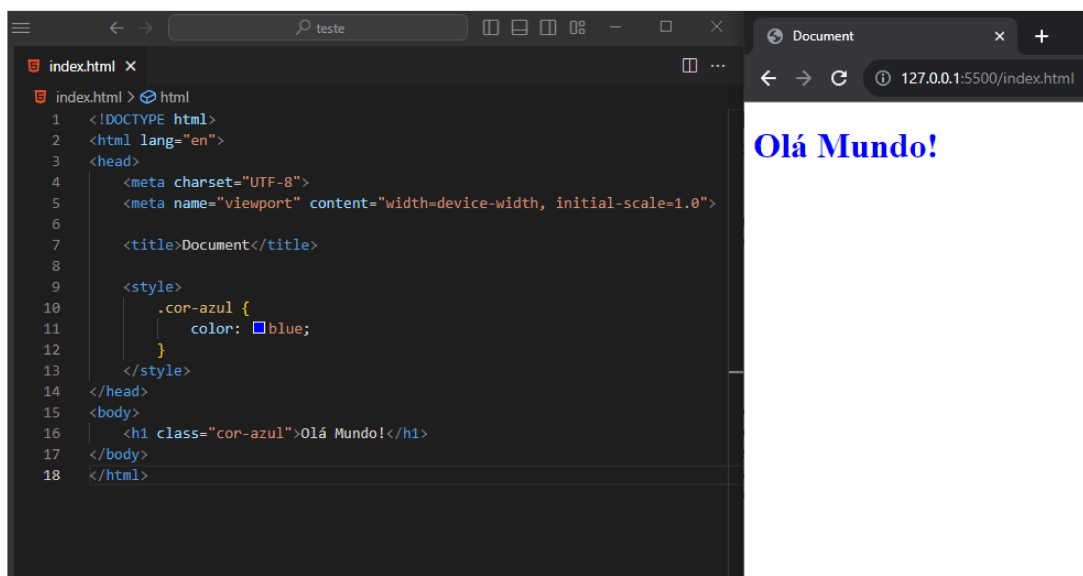 teste
index.html
index.html > html
1 <!DOCTYPE html>
2 <html lang="en">
3 <head>
4 <meta charset="UTF-8">
5 <meta name="viewport" content="width=device-width, initial-scale=1.0">
6
7 <title>Document</title>
8
9 <style>
10 .cor-azul {
11 color: blue;
12 }
13 </style>
14 </head>
15 <body>
16 <h1 class="cor-azul">Olá Mundo!</h1>
17 </body>
18 </html>
Document
127.0.0.1:5500/index.html
Olá Mundo!